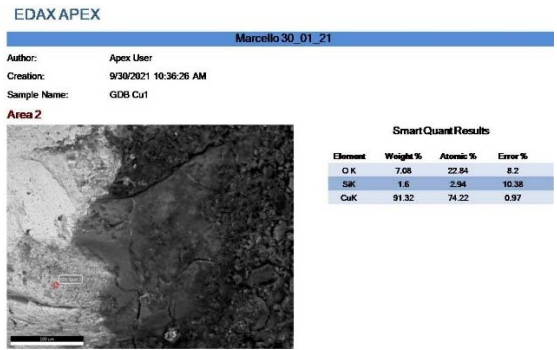 EDAX APEX
Marcello 30_01_21
Author: Apex User
Creation: 9/30/2021 10:36:26 AM
Sample Name: GDB Cu1
Area 2
Smart Quant Results
Element Weight % Atomic % Error %
O K 7.08 22.84 8.2
SiK 1.6 2.94 10.38
CuK 91.32 74.22 0.97